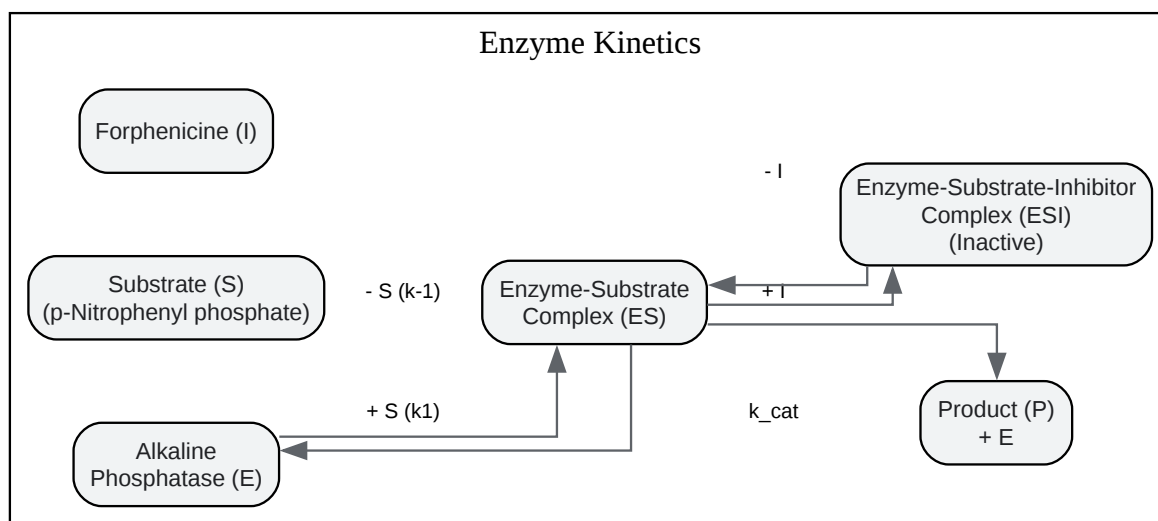 Enzyme Kinetics
Forphenicine (I)
- I
Enzyme-Substrate-Inhibitor
Complex (ESI)
(Inactive)
Substrate (S)
(p-Nitrophenyl phosphate)
- S (k-1)
Enzyme-Substrate
Complex (ES)
+ I
+ S (k1)
k_cat
Product (P)
+ E
Alkaline
Phosphatase (E)